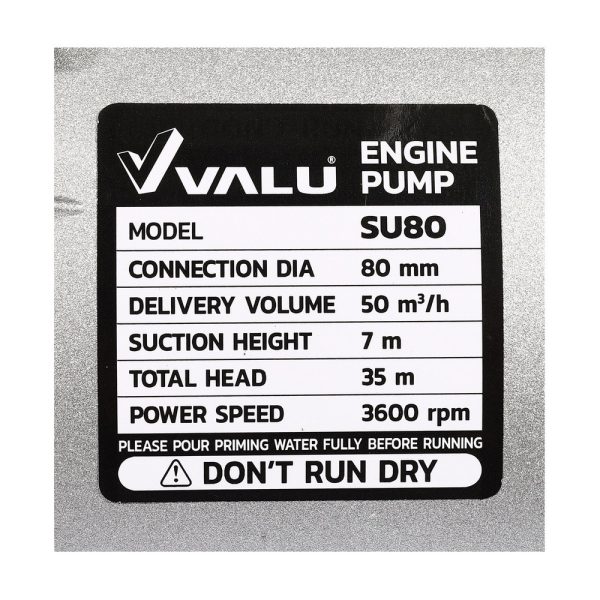 VALU® ENGINE PUMP
MODEL SU80
CONNECTION DIA 80 mm
DELIVERY VOLUME 50 m³/h
SUCTION HEIGHT 7 m
TOTAL HEAD 35 m
POWER SPEED 3600 rpm
PLEASE POUR PRIMING WATER FULLY BEFORE RUNNING
DON'T RUN DRY